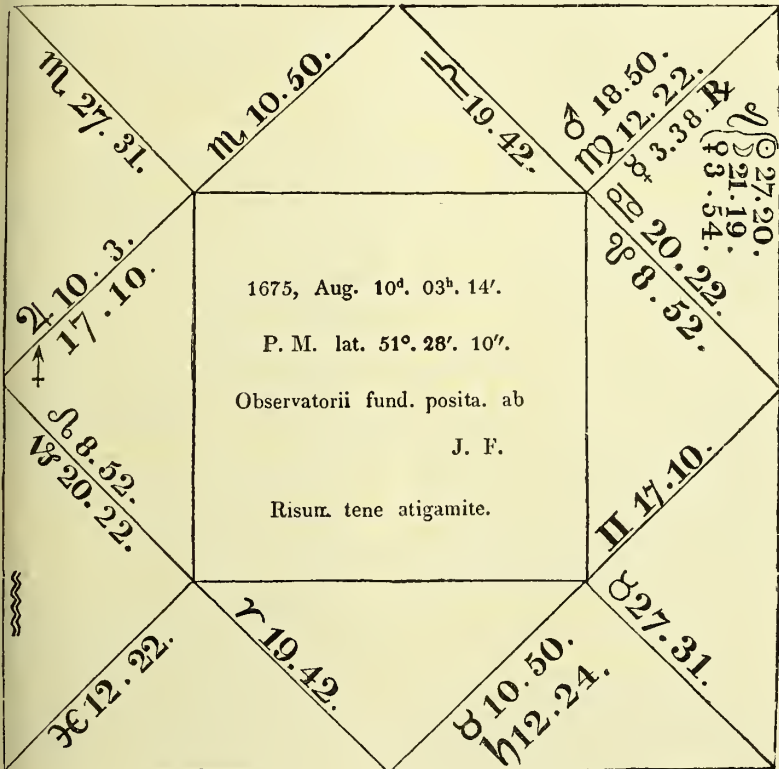 ♏ 27. 31.
♏ 10. 50.
♎ 19. 42.
♂ 18. 50.
♍ 12. 22.
☿ 3. 38 ℞
♌ ☉ 27. 20.
☽ 21. 19.
♀ 3. 54.
♋ 20. 22.
☋ 8. 52.
♃ 10. 3.
♐ 17. 10.
1675, Aug. 10d. 03h. 14′.
P. M. lat. 51°. 28′. 10″.
Observatorii fund. posita. ab
J. F.
Risum tene atigamite.
☊ 8. 52.
♑ 20. 22.
♊ 17. 10.
♒
♓ 12. 22.
♈ 19. 42.
♉ 10. 50.
♄ 12. 24.
♉ 27. 31.